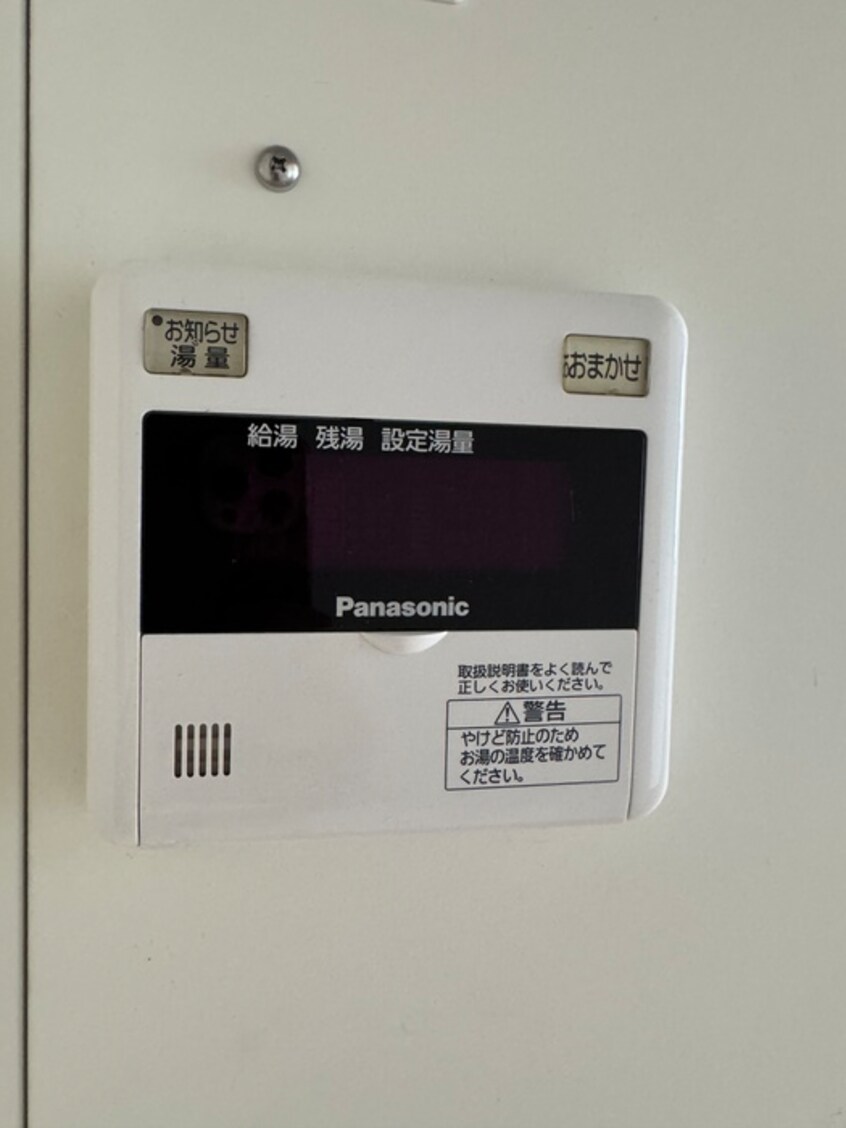 お知らせ
湯量
おまかせ
給湯 残湯 設定湯量
Panasonic
取扱説明書をよく読んで
正しくお使いください。
警告
やけど防止のため
お湯の温度を確かめて
ください。